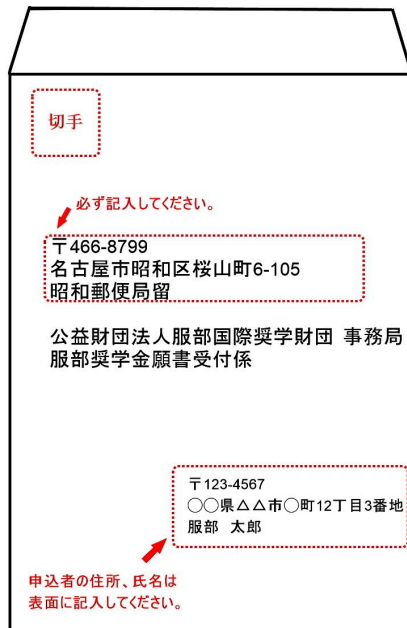 切手
必ず記入してください。
〒466-8799
名古屋市昭和区桜山町6-105
昭和郵便局留
公益財団法人服部国際奨学財団 事務局
服部奨学金願書受付係
〒123-4567
〇〇県△△市〇町12丁目3番地
服部 太郎
申込者の住所、氏名は
表面に記入してください。